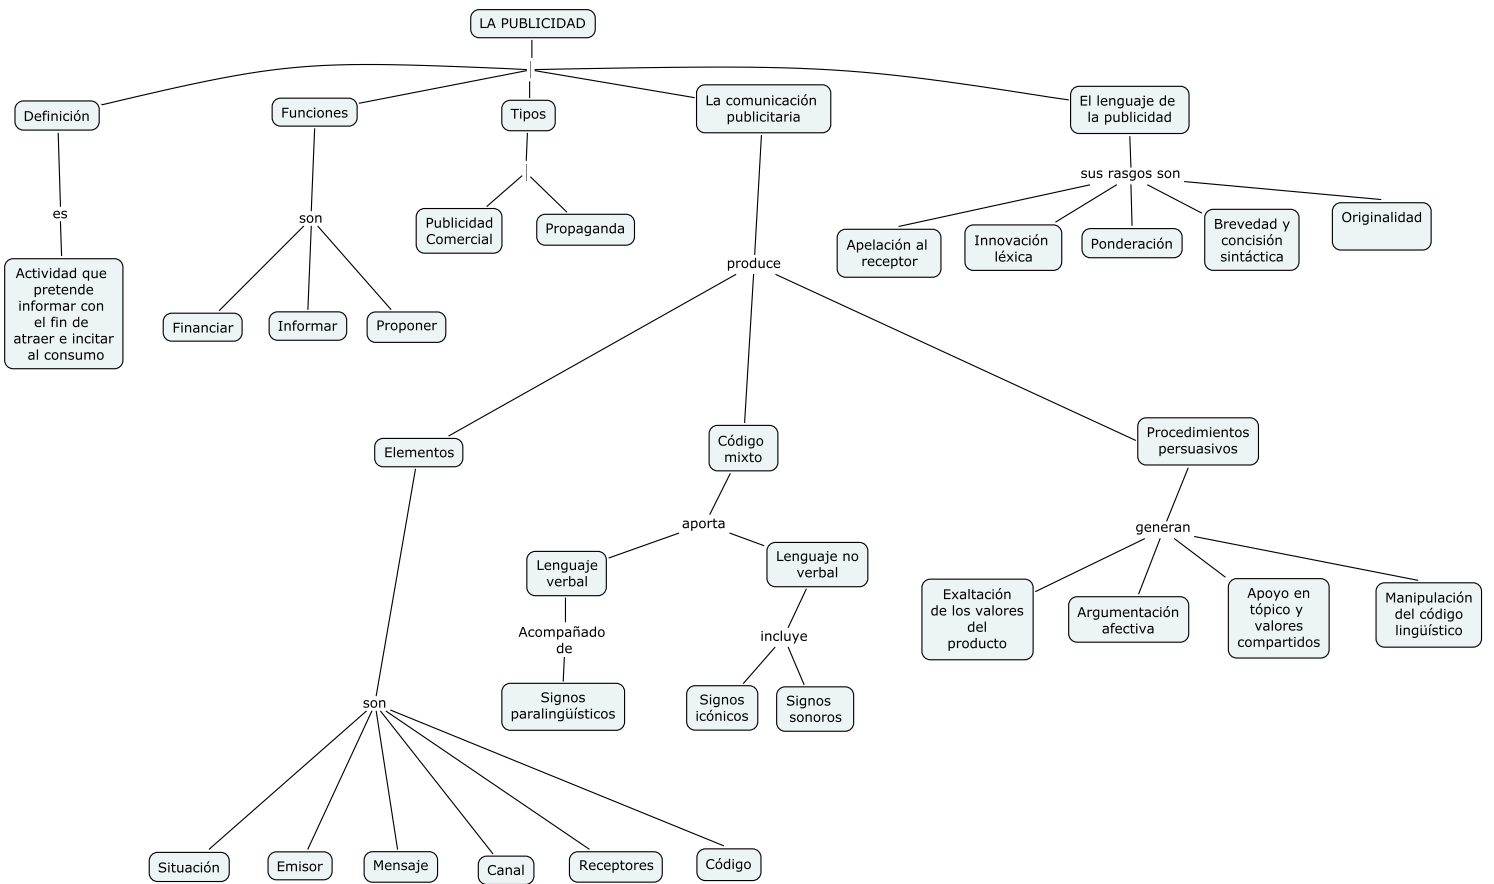 LA PUBLICIDAD
Definición
Funciones
Tipos
La comunicación
publicitaria
El lenguaje de
la publicidad
es
son
sus rasgos son
Actividad que
pretende
informar con
el fin de
atraer e incitar
al consumo
Financiar
Informar
Proponer
Publicidad
Comercial
Propaganda
produce
Apelación al
receptor
Innovación
léxica
Ponderación
Brevedad y
concisión
sintáctica
Originalidad
Elementos
Código
mixto
Procedimientos
persuasivos
aporta
generan
Lenguaje
verbal
Lenguaje no
verbal
Acompañado
de
incluye
Signos
paralingüísticos
Signos
icónicos
Signos
sonoros
Exaltación
de los valores
del
producto
Argumentación
afectiva
Apoyo en
tópico y
valores
compartidos
Manipulación
del código
lingüístico
son
Situación
Emisor
Mensaje
Canal
Receptores
Código